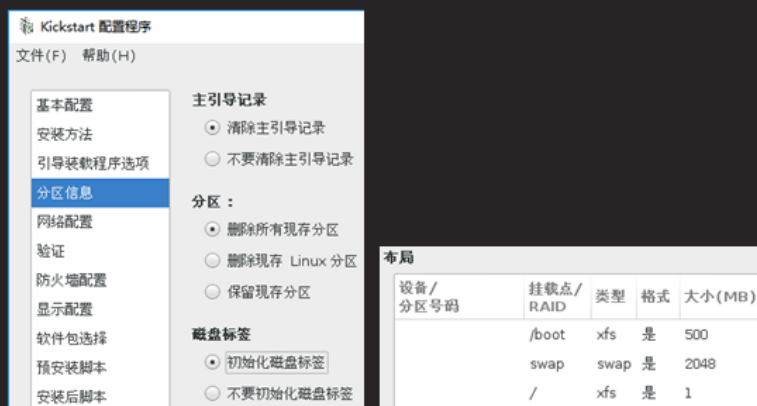 Kickstart 配置程序
文件(F) 帮助(H)
基本配置
安装方法
引导装载程序选项
分区信息
网络配置
验证
防火墙配置
显示配置
软件包选择
预安装脚本
安装后脚本
主引导记录
清除主引导记录
不要清除主引导记录
分区：
删除所有现存分区
删除现存 Linux 分区
保留现存分区
磁盘标签
初始化磁盘标签
不要初始化磁盘标签
布局
设备/
分区号码
挂载点/
RAID
类型 格式 大小(MB)
/boot xfs 是 500
swap swap 是 2048
/ xfs 是 1